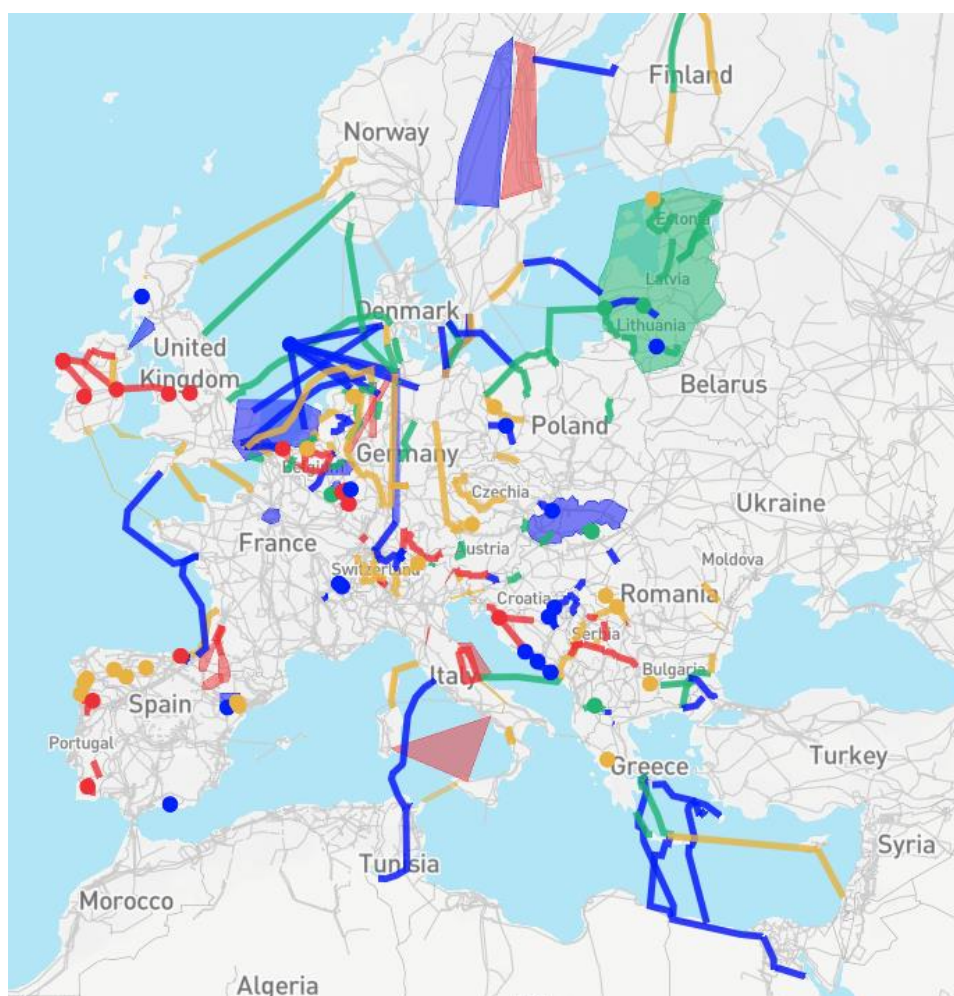 Finland
Norway
Estonia
Latvia
Denmark
Lithuania
United
Kingdom
Belarus
Poland
Germany
Belgium
Czechia
Ukraine
France
Austria
Moldova
Switzerland
Croatia
Romania
Serbia
Italy
Bulgaria
Spain
Portugal
Turkey
Greece
Syria
Tunisia
Morocco
Algeria